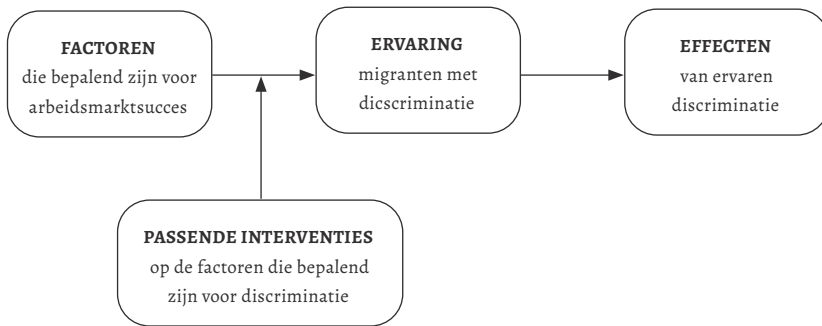 FACTOREN
die bepalend zijn voor
arbeidsmarktsucces
ERVARING
migranten met
dicscriminatie
EFFECTEN
van ervaren
discriminatie
PASSENDE INTERVENTIES
op de factoren die bepalend
zijn voor discriminatie